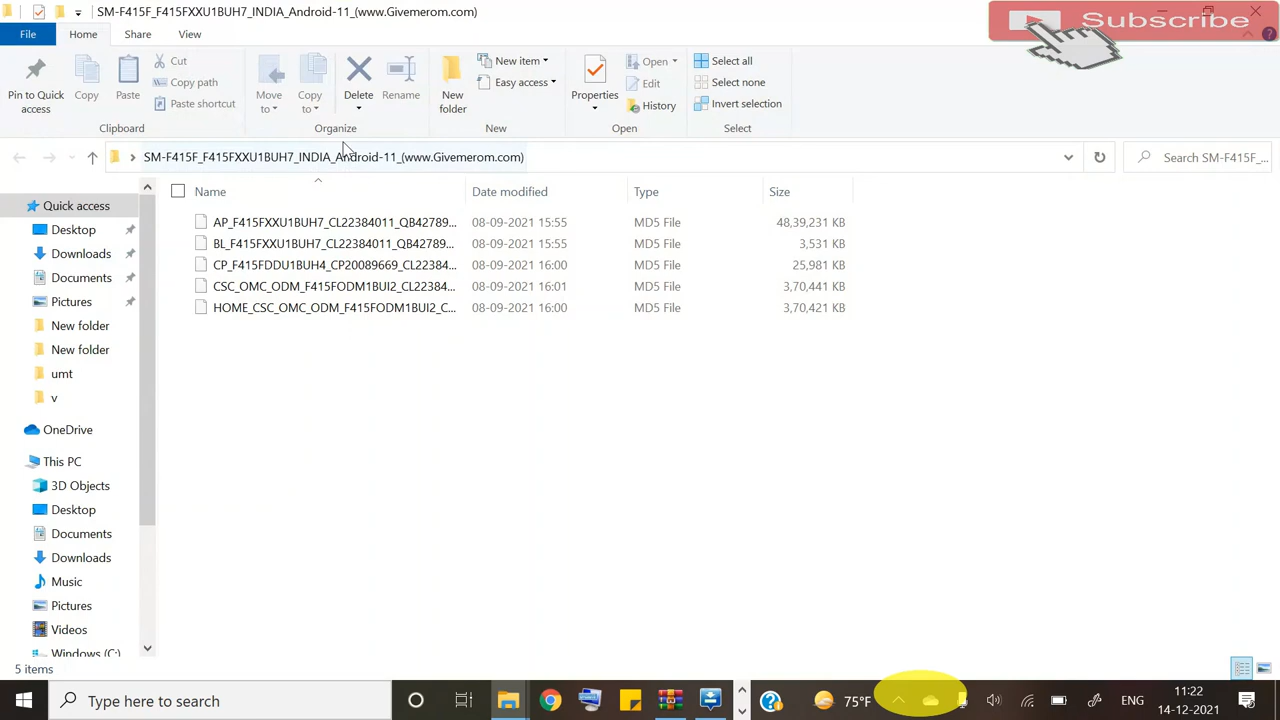 SM-F415F_F415FXXU1BUH7_INDIA_Android-11_(www.Givemerom.com)
Subscribe
File Home Share View
Pin to Quick access
Copy
Paste
Cut
Copy path
Paste shortcut
Clipboard
Move to
Copy to
Delete
Rename
Organize
New folder
New item
Easy access
New
Properties
Open
Edit
History
Open
Select all
Select none
Invert selection
Select
SM-F415F_F415FXXU1BUH7_INDIA_Android-11_(www.Givemerom.com)
Search SM-F415F_...
Name Date modified Type Size
AP_F415FXXU1BUH7_CL22384011_QB42789... 08-09-2021 15:55 MD5 File 48,39,231 KB
BL_F415FXXU1BUH7_CL22384011_QB42789... 08-09-2021 15:55 MD5 File 3,531 KB
CP_F415FDDU1BUH4_CP20089669_CL22384... 08-09-2021 16:00 MD5 File 25,981 KB
CSC_OMC_ODM_F415FODM1BUI2_CL22384... 08-09-2021 16:01 MD5 File 3,70,441 KB
HOME_CSC_OMC_ODM_F415FODM1BUI2_C... 08-09-2021 16:00 MD5 File 3,70,421 KB
Quick access
Desktop
Downloads
Documents
Pictures
New folder
New folder
umt
v
OneDrive
This PC
3D Objects
Desktop
Documents
Downloads
Music
Pictures
Videos
Windows (C:)
5 items
Type here to search
75°F
ENG
11:22
14-12-2021